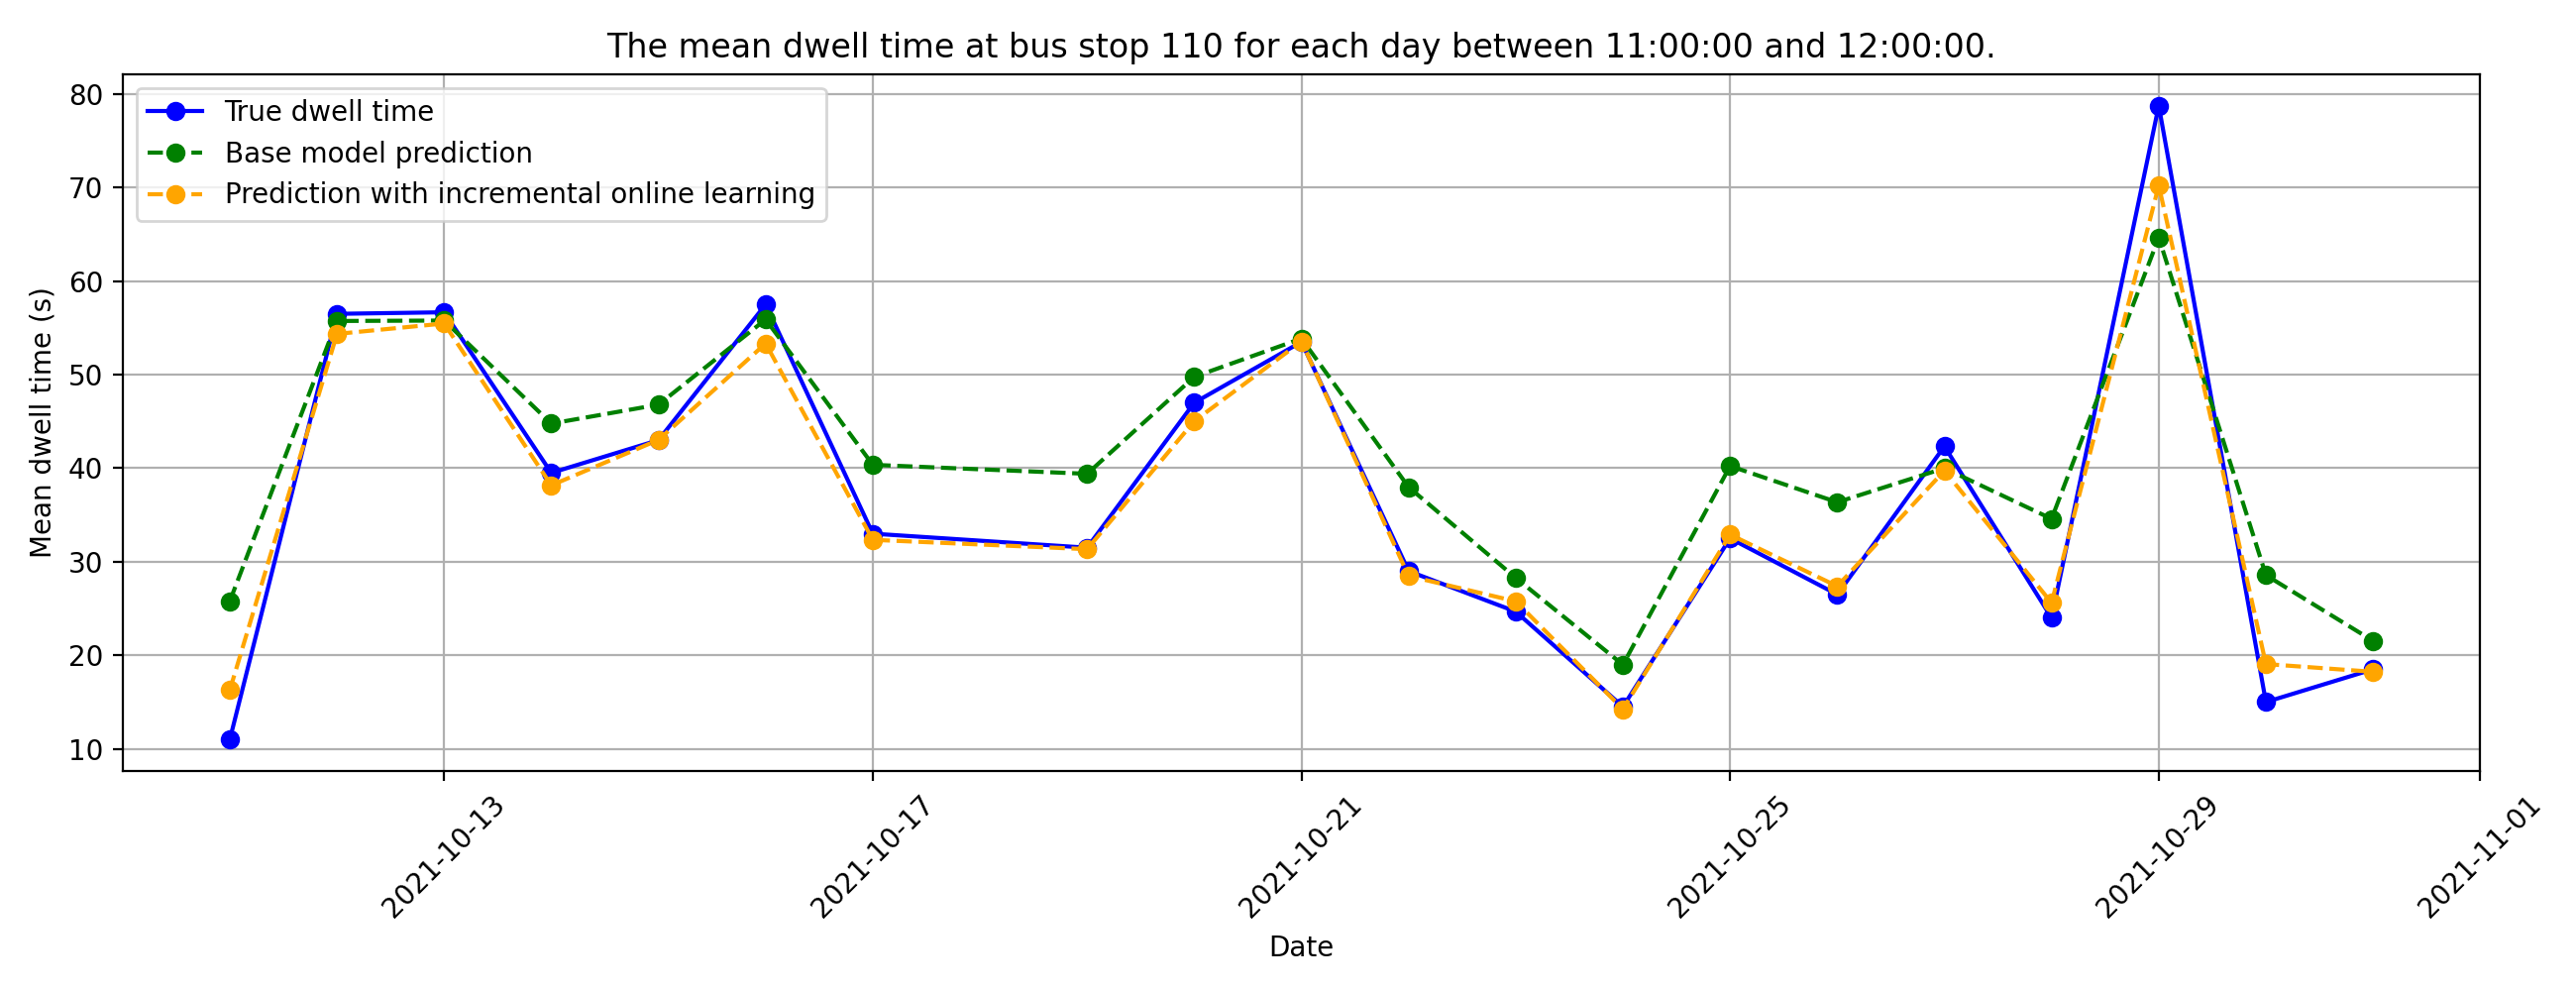 The mean dwell time at bus stop 110 for each day between 11:00:00 and 12:00:00.
True dwell time
Base model prediction
Prediction with incremental online learning
Mean dwell time (s)
80
70
60
50
40
30
20
10
2021-10-13
2021-10-17
2021-10-21
2021-10-25
2021-10-29
2021-11-01
Date